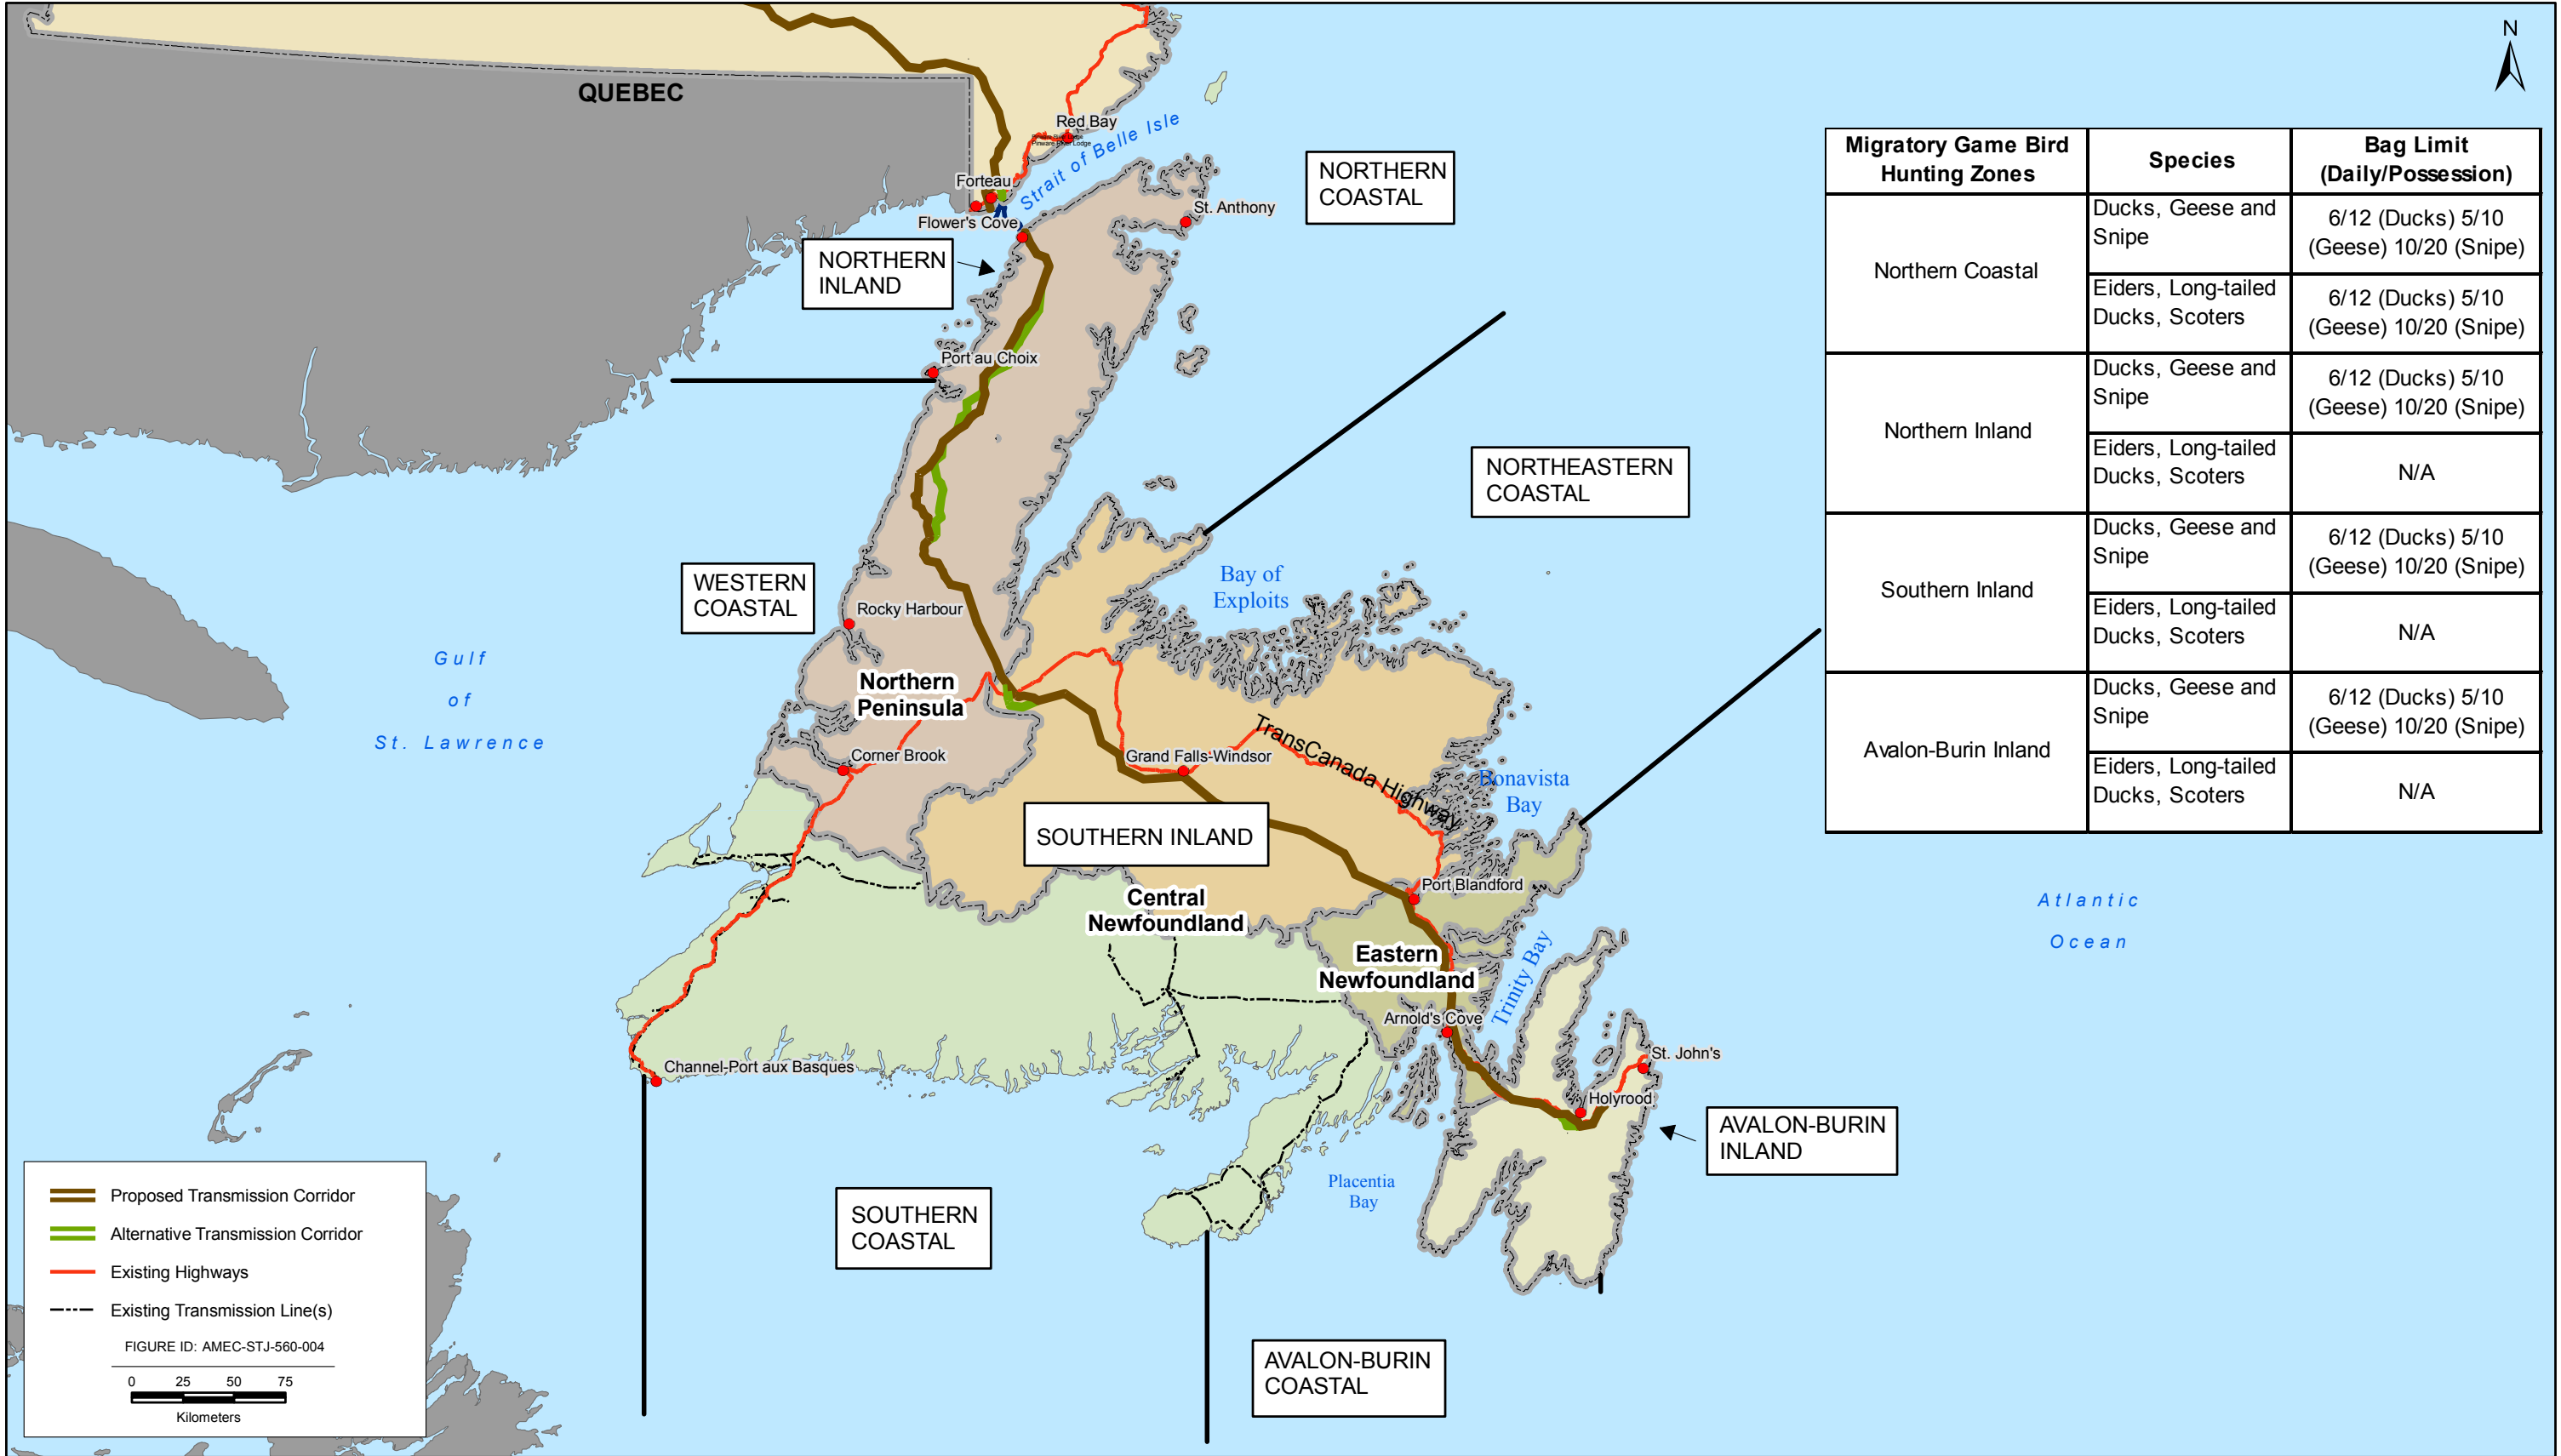 N
QUEBEC
Red Bay
Pinware River Lodge
Strait of Belle Isle
Forteau
Flower's Cove
St. Anthony
NORTHERN
COASTAL
NORTHERN
INLAND
Port au Choix
NORTHEASTERN
COASTAL
WESTERN
COASTAL
Bay of
Exploits
Rocky Harbour
Gulf
of
St. Lawrence
Northern
Peninsula
Corner Brook
Grand Falls-Windsor
TransCanada Highway
Bonavista
Bay
SOUTHERN INLAND
Port Blandford
Central
Newfoundland
Eastern
Newfoundland
Trinity Bay
Arnold's Cove
Atlantic
Ocean
Channel-Port aux Basques
St. John's
Holyrood
AVALON-BURIN
INLAND
Placentia
Bay
SOUTHERN
COASTAL
AVALON-BURIN
COASTAL
Migratory Game Bird
Hunting Zones
Species
Bag Limit
(Daily/Possession)
Northern Coastal
Ducks, Geese and
Snipe
6/12 (Ducks) 5/10
(Geese) 10/20 (Snipe)
Eiders, Long-tailed
Ducks, Scoters
6/12 (Ducks) 5/10
(Geese) 10/20 (Snipe)
Northern Inland
Ducks, Geese and
Snipe
6/12 (Ducks) 5/10
(Geese) 10/20 (Snipe)
Eiders, Long-tailed
Ducks, Scoters
N/A
Southern Inland
Ducks, Geese and
Snipe
6/12 (Ducks) 5/10
(Geese) 10/20 (Snipe)
Eiders, Long-tailed
Ducks, Scoters
N/A
Avalon-Burin Inland
Ducks, Geese and
Snipe
6/12 (Ducks) 5/10
(Geese) 10/20 (Snipe)
Eiders, Long-tailed
Ducks, Scoters
N/A
Proposed Transmission Corridor
Alternative Transmission Corridor
Existing Highways
Existing Transmission Line(s)
FIGURE ID: AMEC-STJ-560-004
0 25 50 75
Kilometers